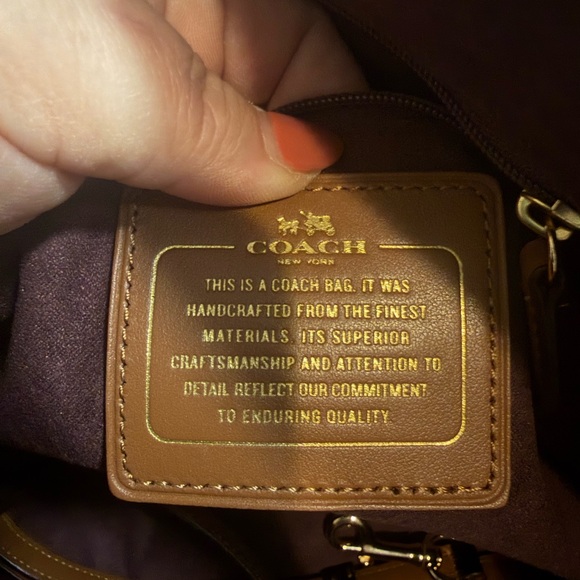 COACH
NEW YORK
THIS IS A COACH BAG. IT WAS
HANDCRAFTED FROM THE FINEST
MATERIALS. ITS SUPERIOR
CRAFTSMANSHIP AND ATTENTION TO
DETAIL REFLECT OUR COMMITMENT
TO ENDURING QUALITY.